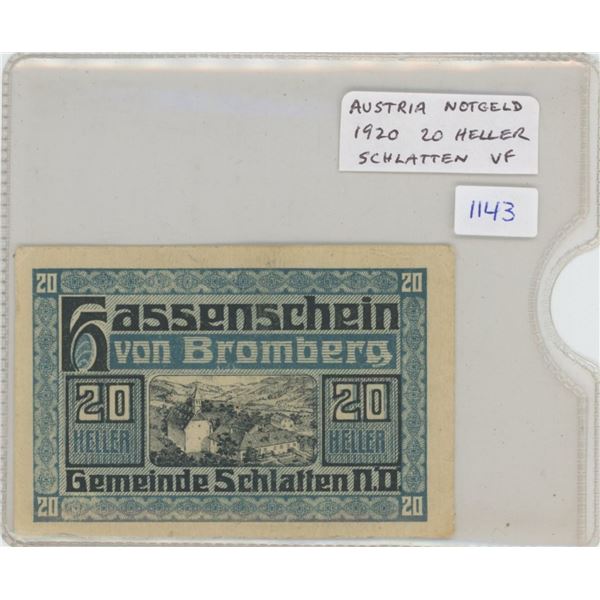 AUSTRIA NOTGELD
1920 20 HELLER
SCHLATTEN VF
1143
20 20
Kassenschein
von Bromberg
20 20
HELLER HELLER
Gemeinde Schlatten N.Ö
20 20